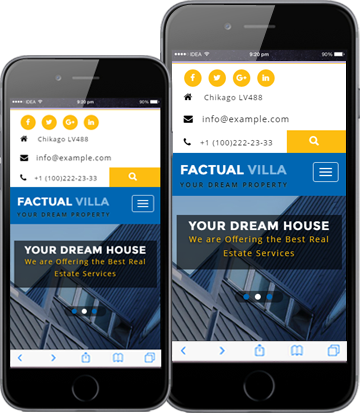 IDEA 9:20 pm 90%
f G+ in
Chikago LV488
info@example.com
+1 (100)222-23-33
FACTUAL VILLA
YOUR DREAM PROPERTY
YOUR DREAM HOUSE
We are Offering the Best Real
Estate Services
IDEA 9:20 pm 90%
f G+ in
Chikago LV488
info@example.com
+1 (100)222-23-33
FACTUAL VILLA
YOUR DREAM PROPERTY
YOUR DREAM HOUSE
We are Offering the Best Real
Estate Services